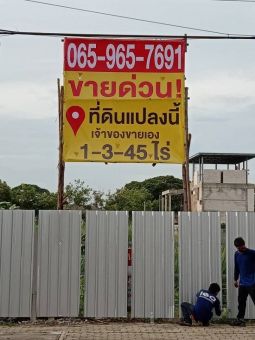 065-965-7691
ขายด่วน!
ที่ดินแปลงนี้
เจ้าของขายเอง
1-3-45 ไร่